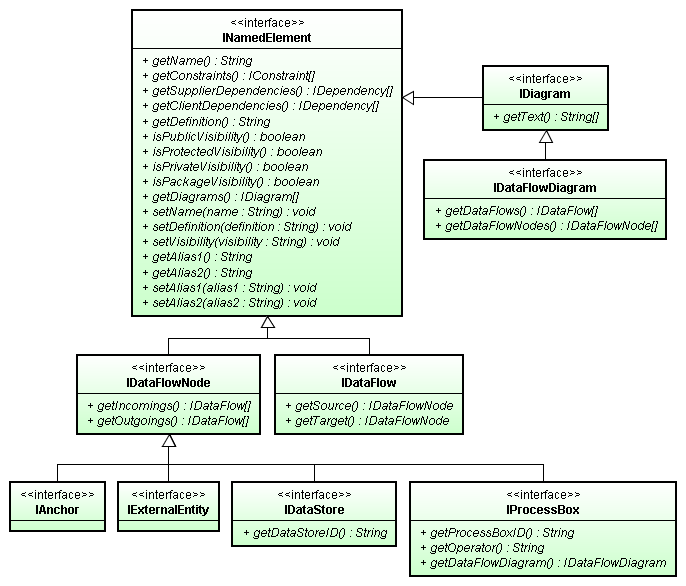 <<interface>>
INamedElement
+ getName() : String
+ getConstraints() : IConstraint[]
+ getSupplierDependencies() : IDependency[]
+ getClientDependencies() : IDependency[]
+ getDefinition() : String
+ isPublicVisibility() : boolean
+ isProtectedVisibility() : boolean
+ isPrivateVisibility() : boolean
+ isPackageVisibility() : boolean
+ getDiagrams() : IDiagram[]
+ setName(name : String) : void
+ setDefinition(definition : String) : void
+ setVisibility(visibility : String) : void
+ getAlias1() : String
+ getAlias2() : String
+ setAlias1(alias1 : String) : void
+ setAlias2(alias2 : String) : void
<<interface>>
IDiagram
+ getText() : String[]
<<interface>>
IDataFlowDiagram
+ getDataFlows() : IDataFlow[]
+ getDataFlowNodes() : IDataFlowNode[]
<<interface>>
IDataFlowNode
+ getIncomings() : IDataFlow[]
+ getOutgoings() : IDataFlow[]
<<interface>>
IDataFlow
+ getSource() : IDataFlowNode
+ getTarget() : IDataFlowNode
<<interface>>
IAnchor
<<interface>>
IExternalEntity
<<interface>>
IDataStore
+ getDataStoreID() : String
<<interface>>
IProcessBox
+ getProcessBoxID() : String
+ getOperator() : String
+ getDataFlowDiagram() : IDataFlowDiagram